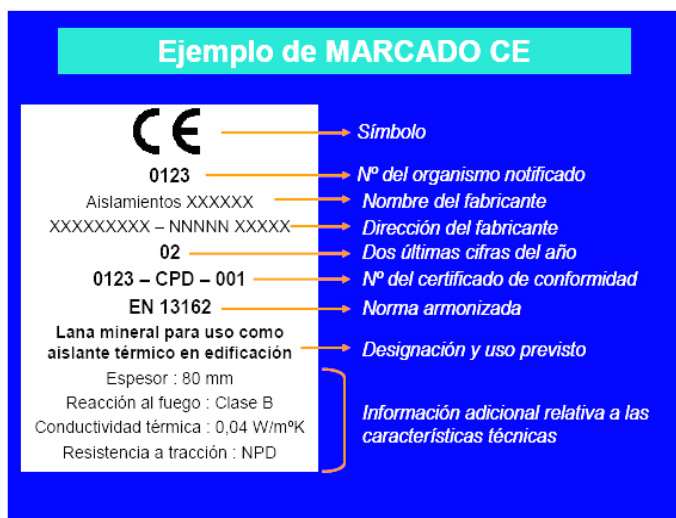 Ejemplo de MARCADO CE
CE
Símbolo
0123
Nº del organismo notificado
Aislamientos XXXXXX
Nombre del fabricante
XXXXXXXXX – NNNNN XXXXX
Dirección del fabricante
02
Dos últimas cifras del año
0123 – CPD – 001
Nº del certificado de conformidad
EN 13162
Norma armonizada
Lana mineral para uso como
aislante térmico en edificación
Designación y uso previsto
Espesor : 80 mm
Reacción al fuego : Clase B
Conductividad térmica : 0,04 W/mºK
Resistencia a tracción : NPD
Información adicional relativa a las
características técnicas